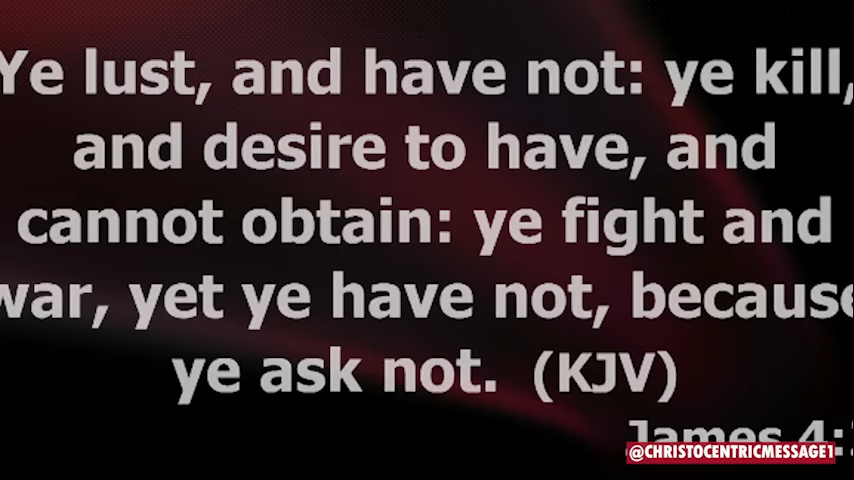 Ye lust, and have not: ye kill,
and desire to have, and
cannot obtain: ye fight and
war, yet ye have not, because
ye ask not. (KJV)
James 4:
@CHRISTOCENTRICMESSAGE1